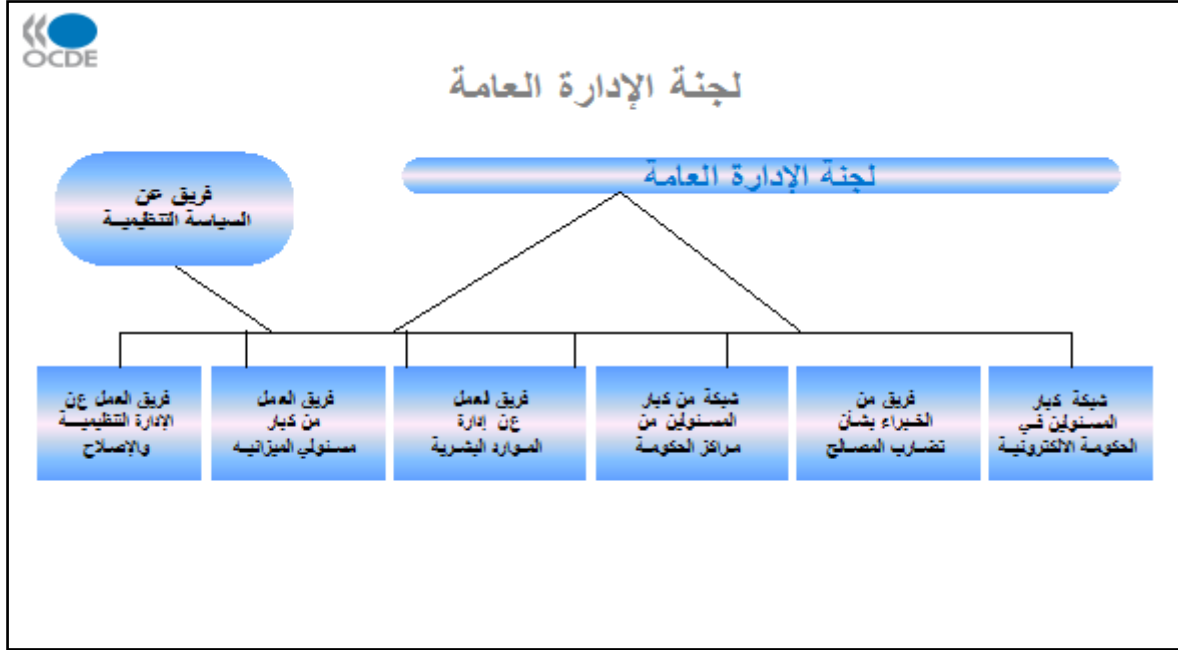 OCDE
لجنة الإدارة العامة
لجنة الإدارة العامة
فريق عن
السياسة التنظيمية
شبكة كبار
المسئولين في
الحكومة الالكترونية
فريق من
الخبراء بشأن
تضارب المصالح
شبكة من كبار
المسئولين من
مراكز الحكومة
فريق لعمل
عن إدارة
الموارد البشرية
فريق العمل
من كبار
مسئولي الميزانيه
فريق العمل عن
الإدارة التنظيمية
والإصلاح